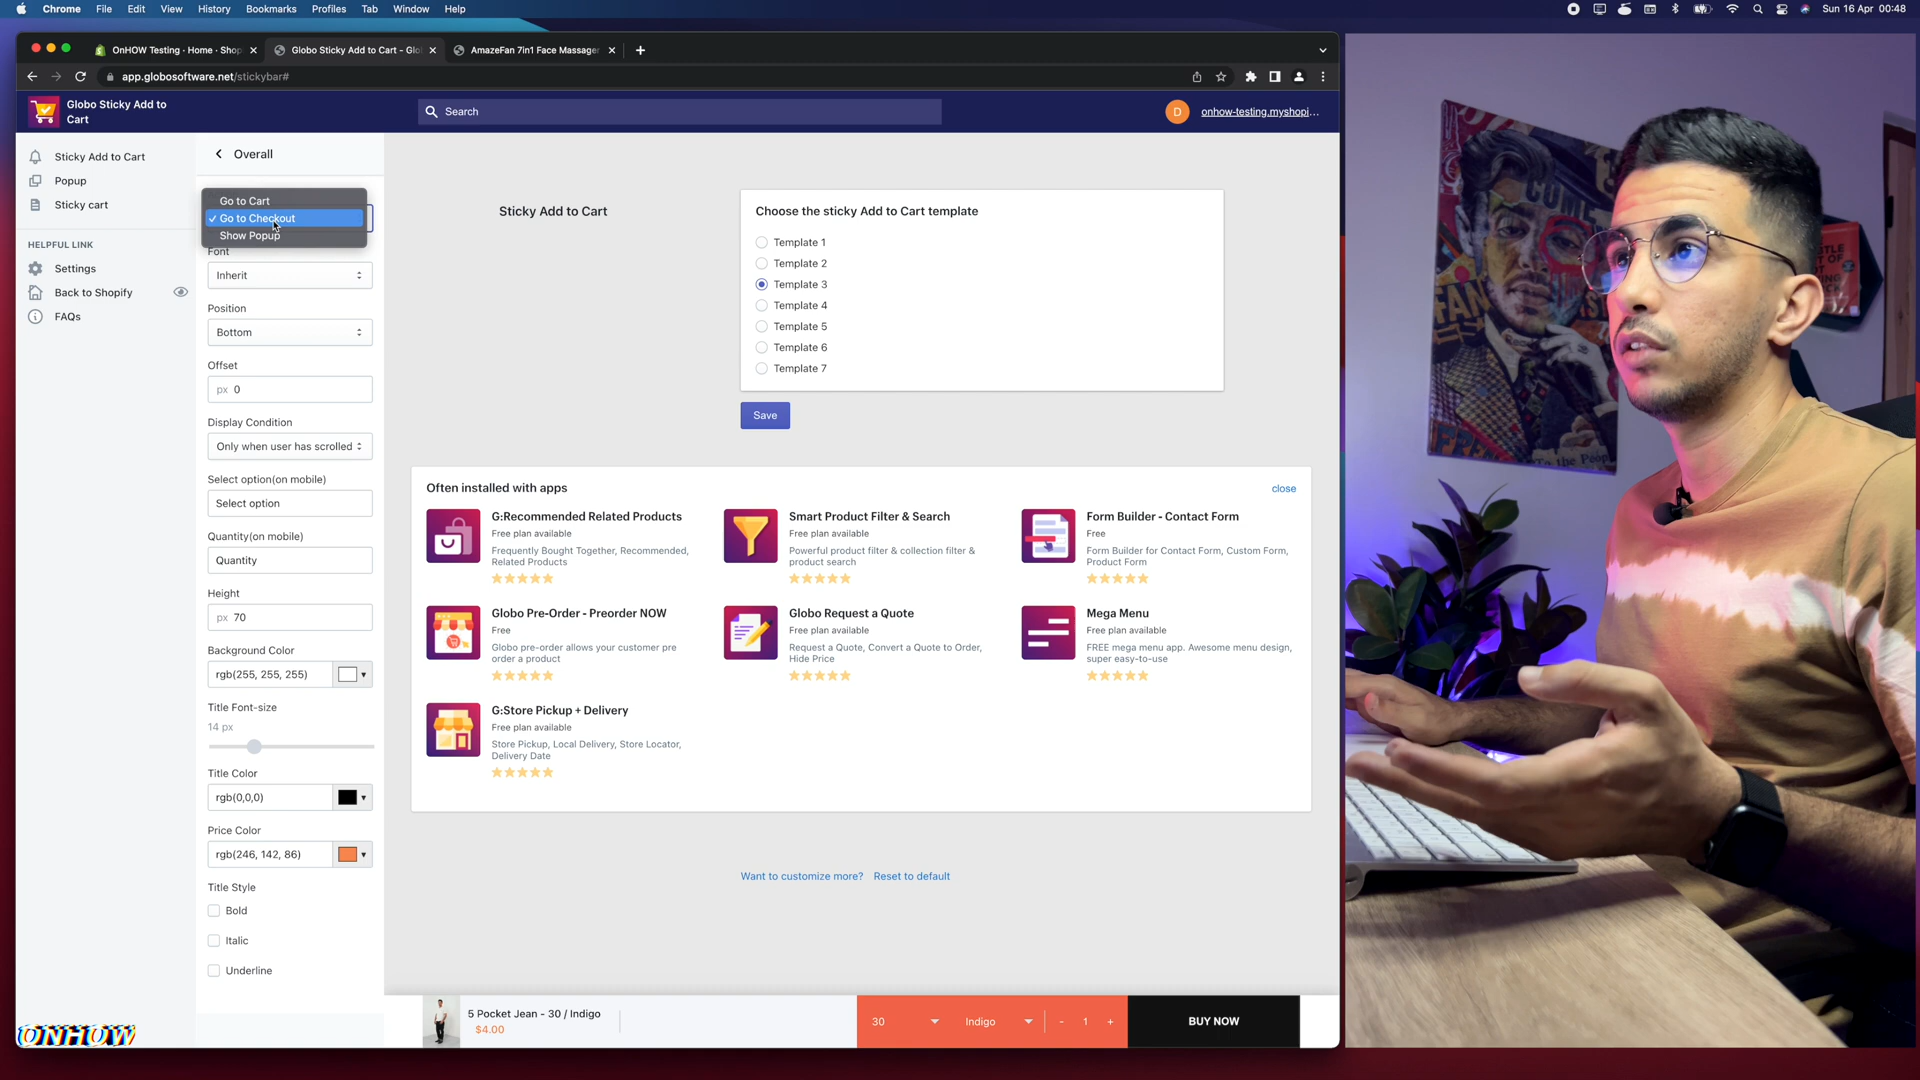 Chrome File Edit View History Bookmarks Profiles Tab Window Help
Sun 16 Apr 00:48
OnHOW Testing · Home · Shop
Globo Sticky Add to Cart - Glo
AmazeFan 7in1 Face Massager
app.globosoftware.net/stickybar#
Globo Sticky Add to
Cart
Search
D
onhow-testing.myshopi...
Sticky Add to Cart
Popup
Sticky cart
HELPFUL LINK
Settings
Back to Shopify
FAQs
Overall
Go to Cart
✓ Go to Checkout
Show Popup
Font
Inherit
Position
Bottom
Offset
px 0
Display Condition
Only when user has scrolled
Select option(on mobile)
Select option
Quantity(on mobile)
Quantity
Height
px 70
Background Color
rgb(255, 255, 255)
Title Font-size
14 px
Title Color
rgb(0,0,0)
Price Color
rgb(246, 142, 86)
Title Style
Bold
Italic
Underline
Sticky Add to Cart
Choose the sticky Add to Cart template
Template 1
Template 2
Template 3
Template 4
Template 5
Template 6
Template 7
Save
Often installed with apps
close
G:Recommended Related Products
Free plan available
Frequently Bought Together, Recommended,
Related Products
Smart Product Filter & Search
Free plan available
Powerful product filter & collection filter &
product search
Form Builder - Contact Form
Free
Form Builder for Contact Form, Custom Form,
Product Form
Globo Pre-Order - Preorder NOW
Free
Globo pre-order allows your customer pre
order a product
Globo Request a Quote
Free plan available
Request a Quote, Convert a Quote to Order,
Hide Price
Mega Menu
Free plan available
FREE mega menu app. Awesome menu design,
super easy-to-use
G:Store Pickup + Delivery
Free plan available
Store Pickup, Local Delivery, Store Locator,
Delivery Date
Want to customize more? Reset to default
5 Pocket Jean - 30 / Indigo
$4.00
30
Indigo
- 1 +
BUY NOW
ONHOW